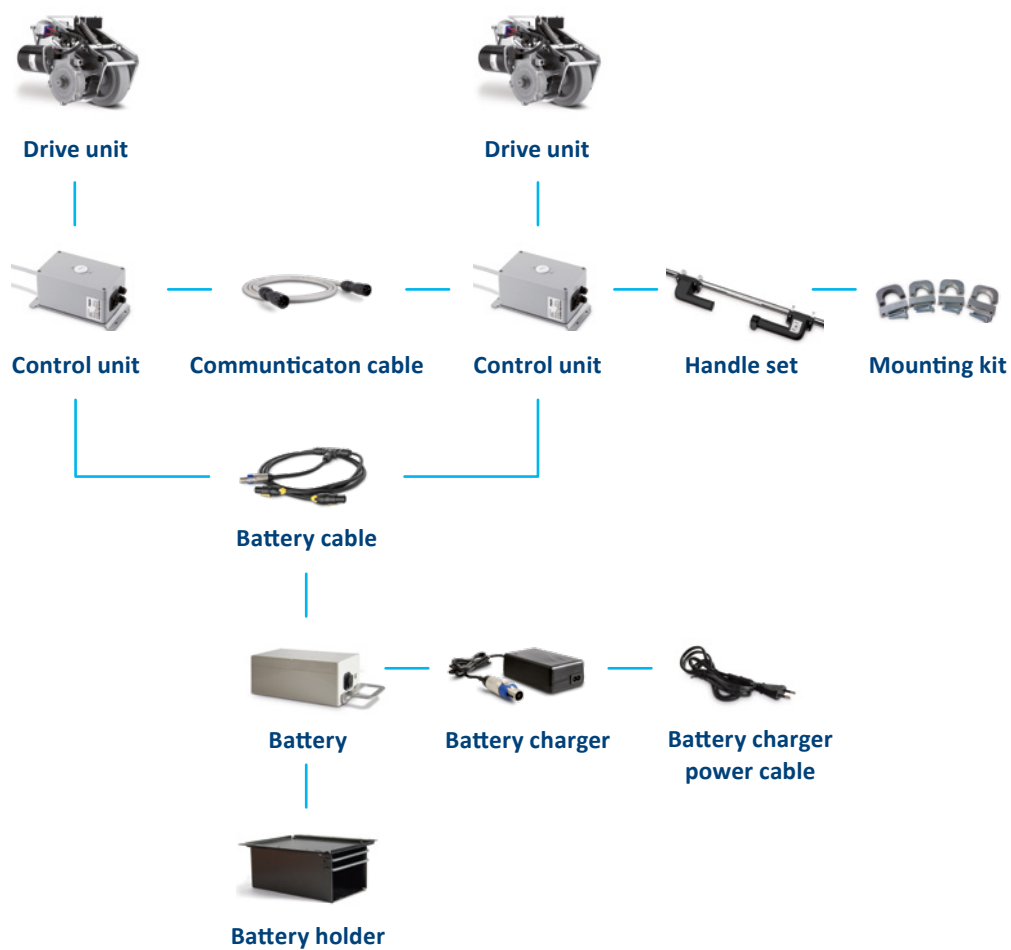 Drive unit
Drive unit
Control unit
Communticaton cable
Control unit
Handle set
Mounting kit
Battery cable
Battery
Battery charger
Battery charger
power cable
Battery holder